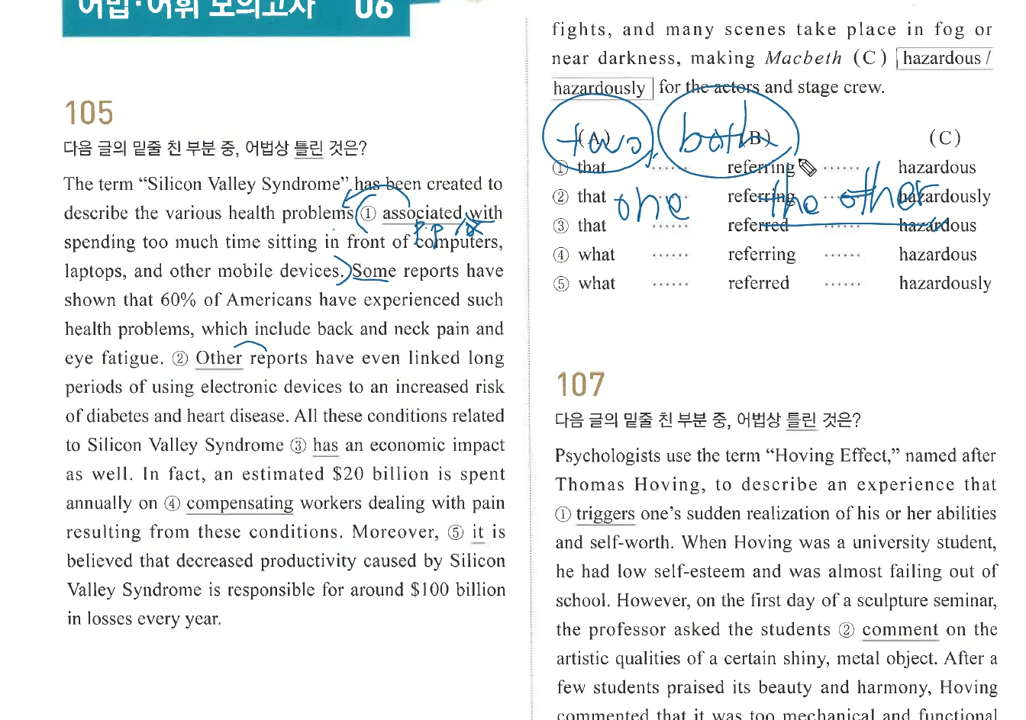 어법·어휘 모의고사 06
105
다음 글의 밑줄 친 부분 중, 어법상 틀린 것은?
The term “Silicon Valley Syndrome” has been created to
describe the various health problems ① associated with
p.p
spending too much time sitting in front of computers,
laptops, and other mobile devices. Some reports have
shown that 60% of Americans have experienced such
health problems, which include back and neck pain and
eye fatigue. ② Other reports have even linked long
periods of using electronic devices to an increased risk
of diabetes and heart disease. All these conditions related
to Silicon Valley Syndrome ③ has an economic impact
as well. In fact, an estimated $20 billion is spent
annually on ④ compensating workers dealing with pain
resulting from these conditions. Moreover, ⑤ it is
believed that decreased productivity caused by Silicon
Valley Syndrome is responsible for around $100 billion
in losses every year.
fights, and many scenes take place in fog or
near darkness, making Macbeth (C) hazardous /
hazardously for the actors and stage crew.
(A) (B) (C)
two both
① that ······ referring ······ hazardous
② that ······ referring ······ hazardously
one the other
③ that ······ referred ······ hazardous
④ what ······ referring ······ hazardous
⑤ what ······ referred ······ hazardously
107
다음 글의 밑줄 친 부분 중, 어법상 틀린 것은?
Psychologists use the term “Hoving Effect,” named after
Thomas Hoving, to describe an experience that
① triggers one’s sudden realization of his or her abilities
and self-worth. When Hoving was a university student,
he had low self-esteem and was almost failing out of
school. However, on the first day of a sculpture seminar,
the professor asked the students ② comment on the
artistic qualities of a certain shiny, metal object. After a
few students praised its beauty and harmony, Hoving
commented that it was too mechanical and functional